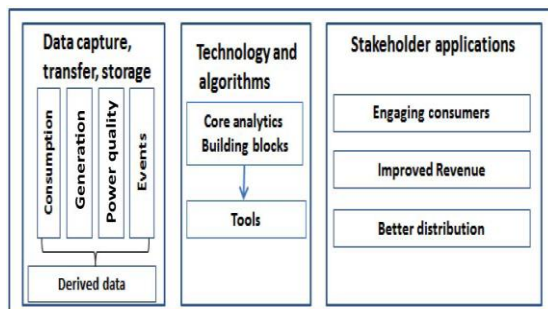 Data capture,
transfer, storage
Consumption
Generation
Power quality
Events
Derived data
Technology and
algorithms
Core analytics
Building blocks
Tools
Stakeholder applications
Engaging consumers
Improved Revenue
Better distribution